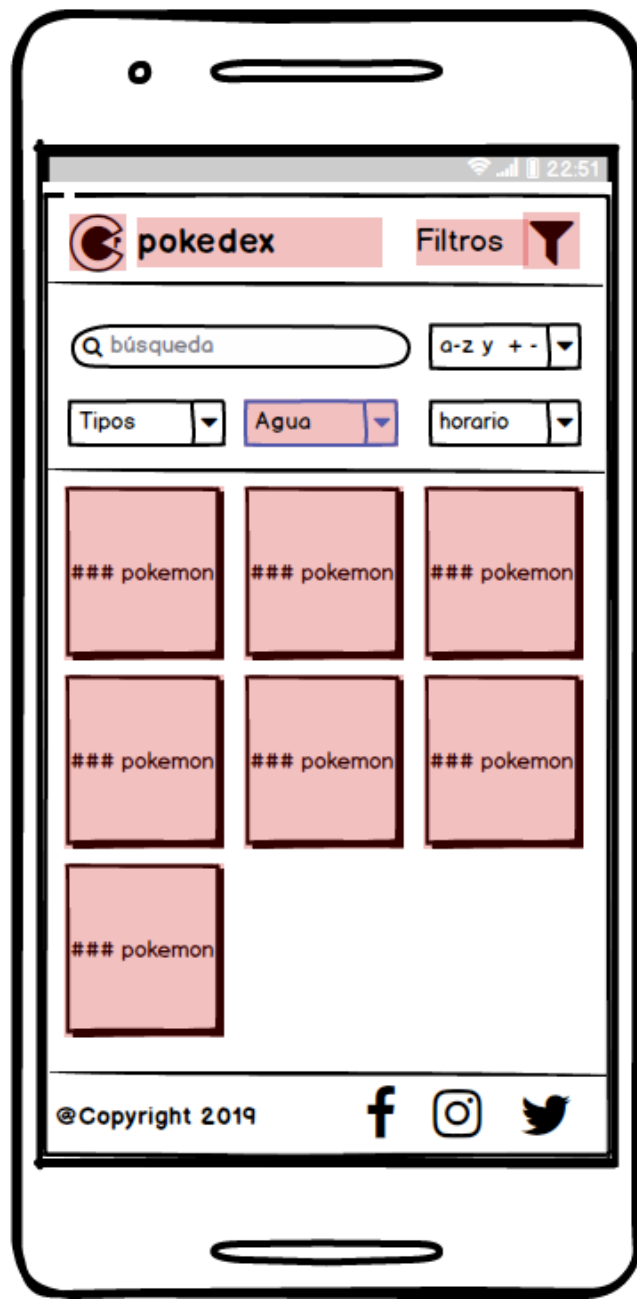 22:51
pokedex Filtros
búsqueda a-z y + -
Tipos Agua horario
### pokemon ### pokemon ### pokemon
### pokemon ### pokemon ### pokemon
### pokemon
@Copyright 2019